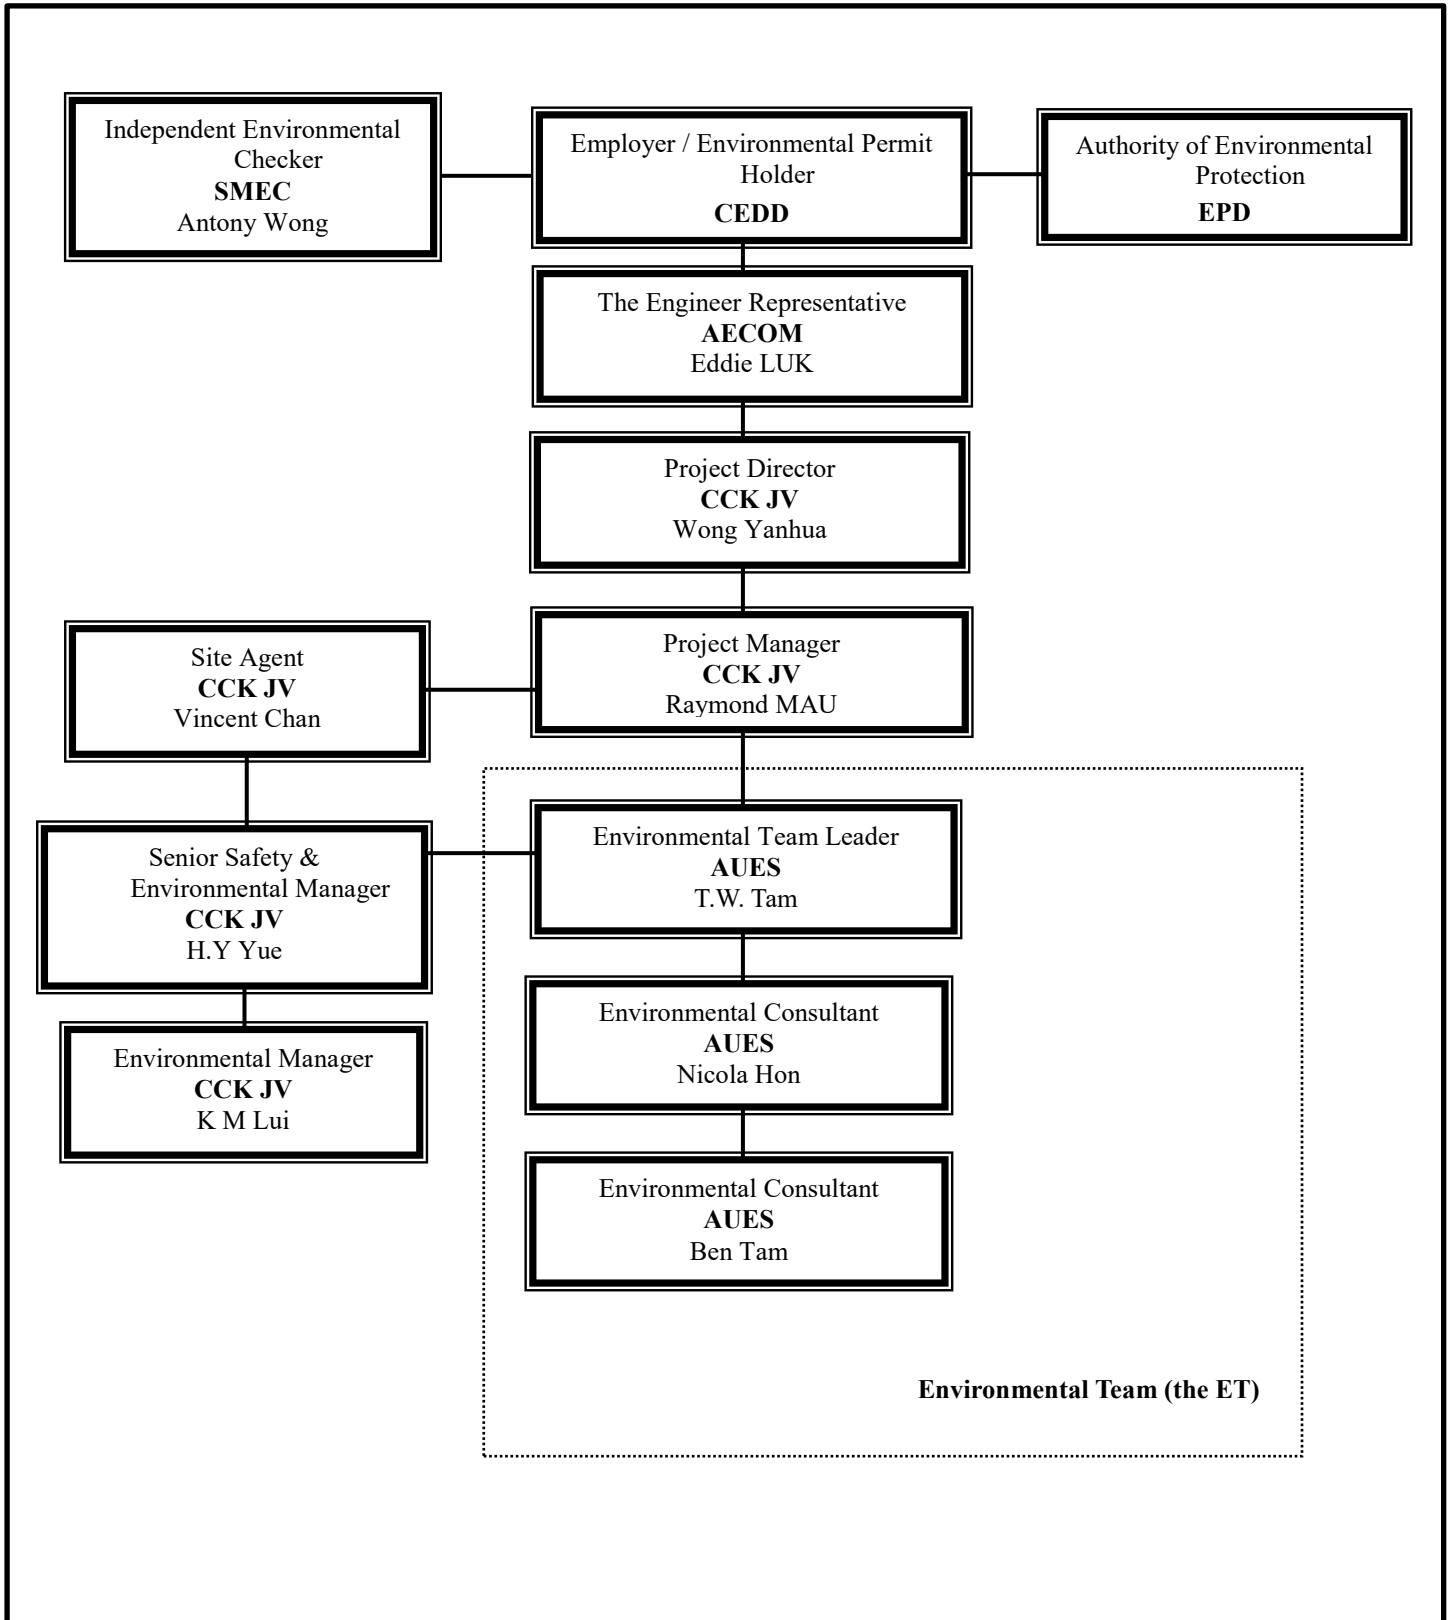 Independent Environmental
Checker
SMEC
Antony Wong
Employer / Environmental Permit
Holder
CEDD
Authority of Environmental
Protection
EPD
The Engineer Representative
AECOM
Eddie LUK
Project Director
CCK JV
Wong Yanhua
Site Agent
CCK JV
Vincent Chan
Project Manager
CCK JV
Raymond MAU
Senior Safety &
Environmental Manager
CCK JV
H.Y Yue
Environmental Team Leader
AUES
T.W. Tam
Environmental Manager
CCK JV
K M Lui
Environmental Consultant
AUES
Nicola Hon
Environmental Consultant
AUES
Ben Tam
Environmental Team (the ET)